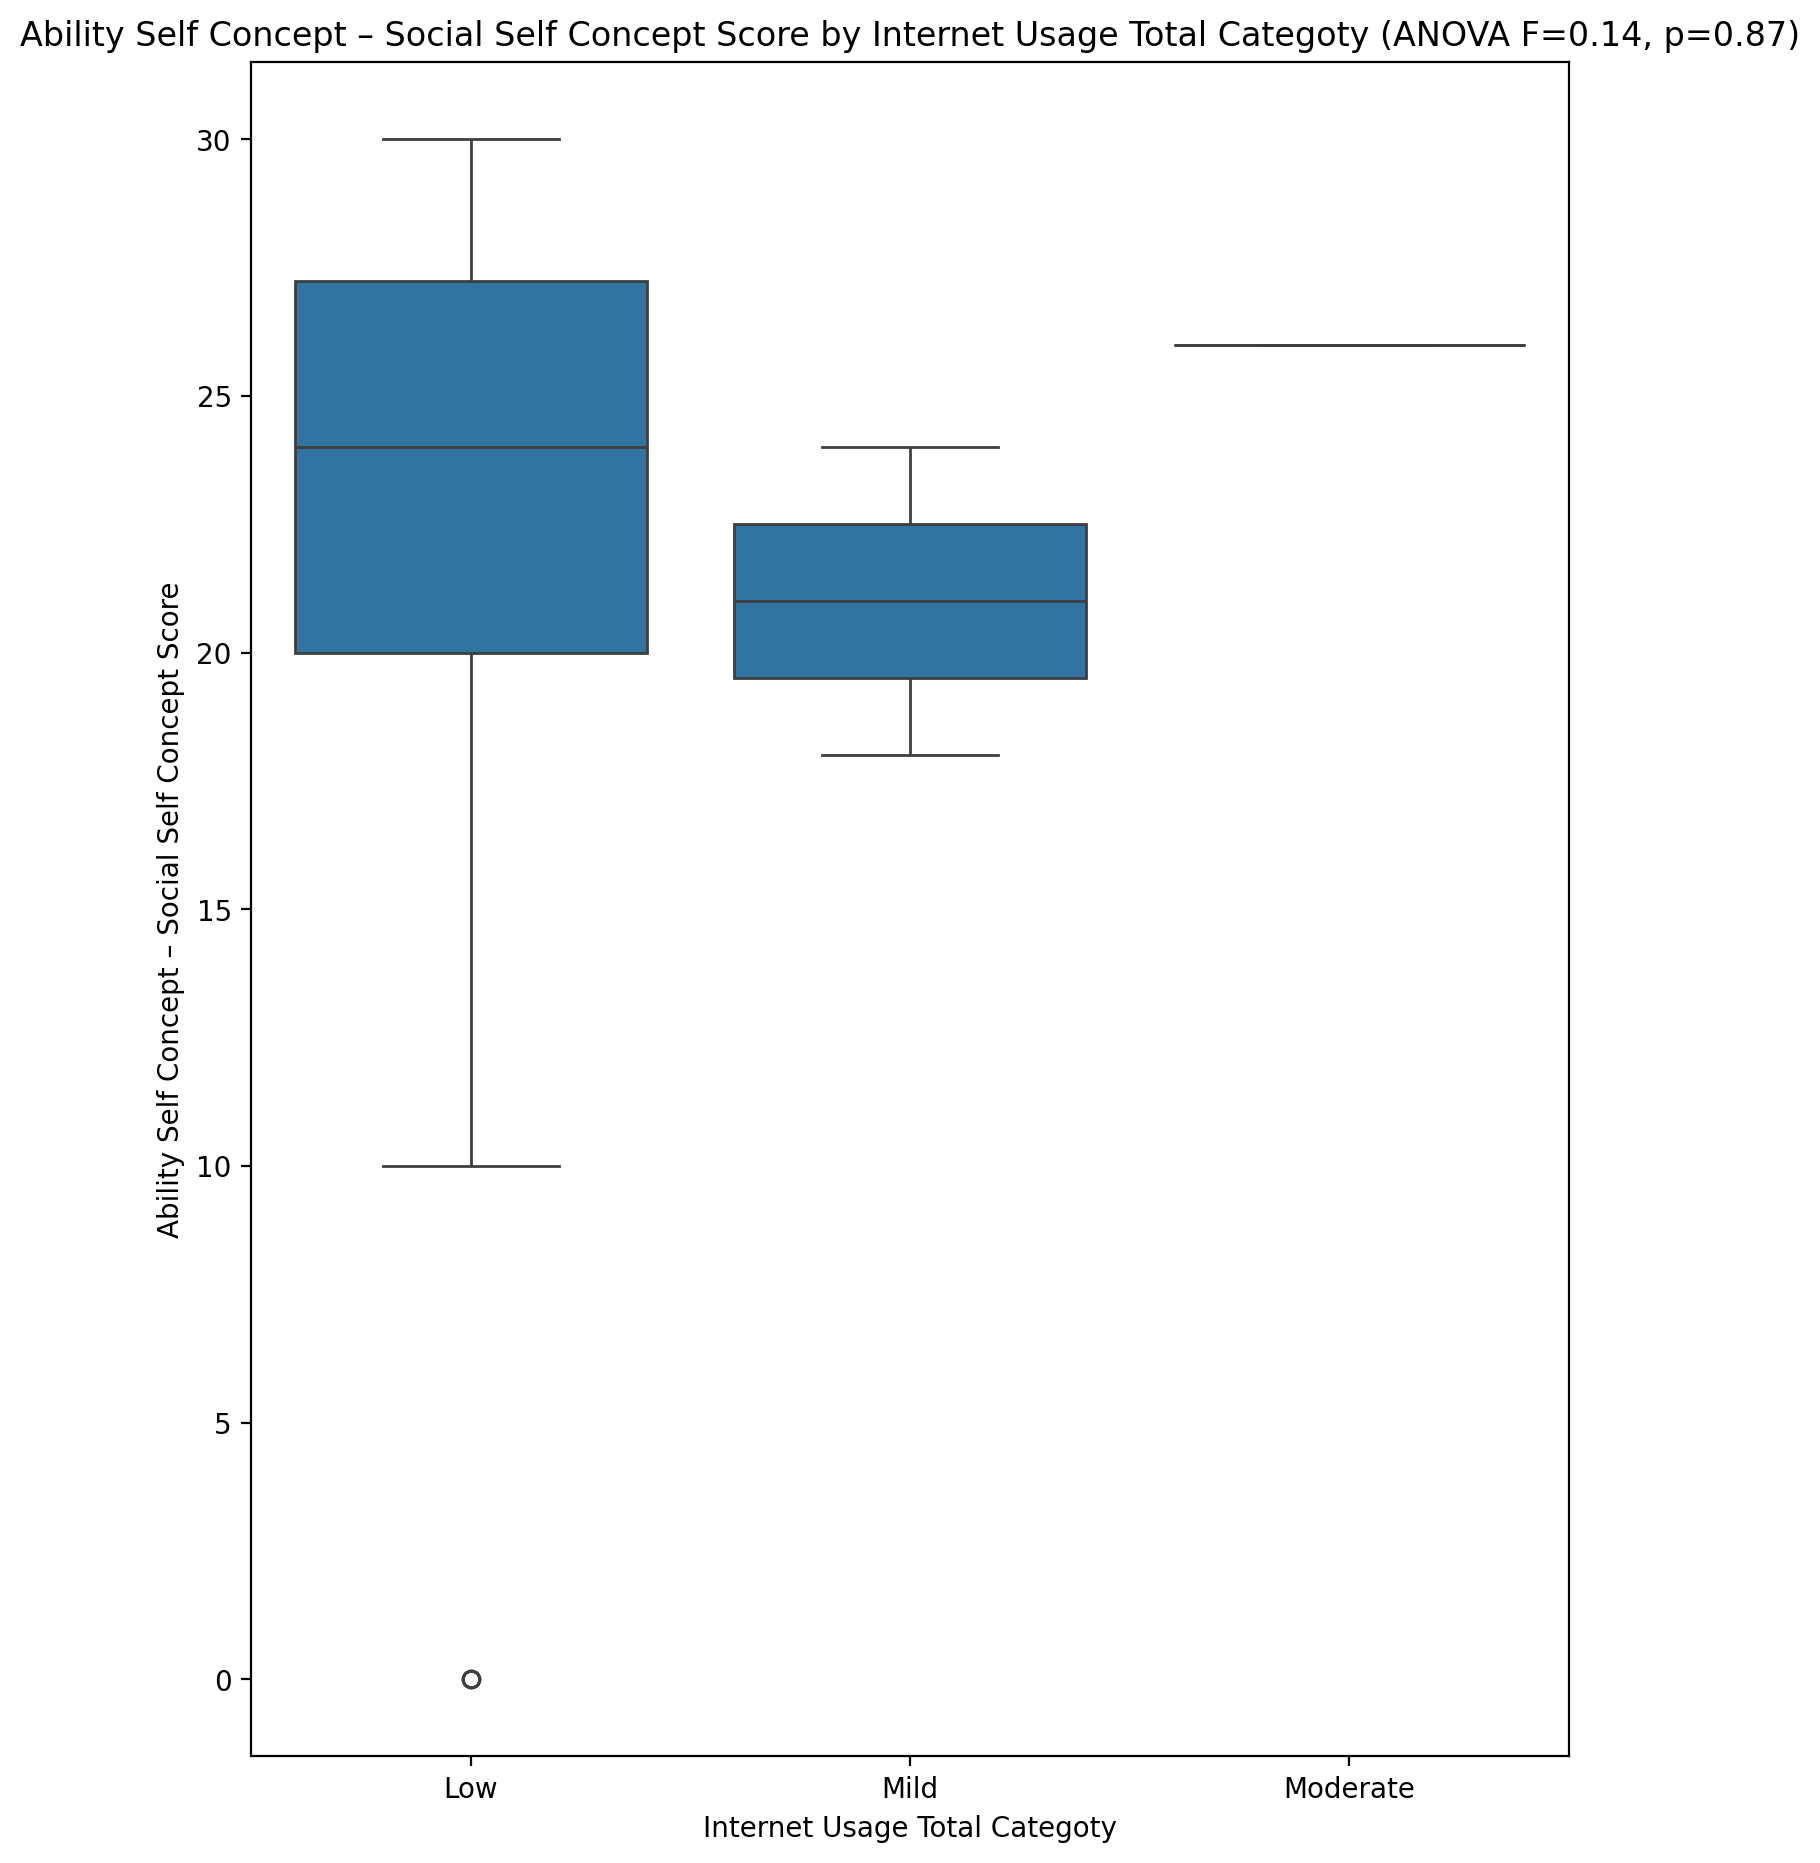 Ability Self Concept – Social Self Concept Score by Internet Usage Total Categoty (ANOVA F=0.14, p=0.87)
Ability Self Concept – Social Self Concept Score
30
25
20
15
10
5
0
Low Mild Moderate
Internet Usage Total Categoty